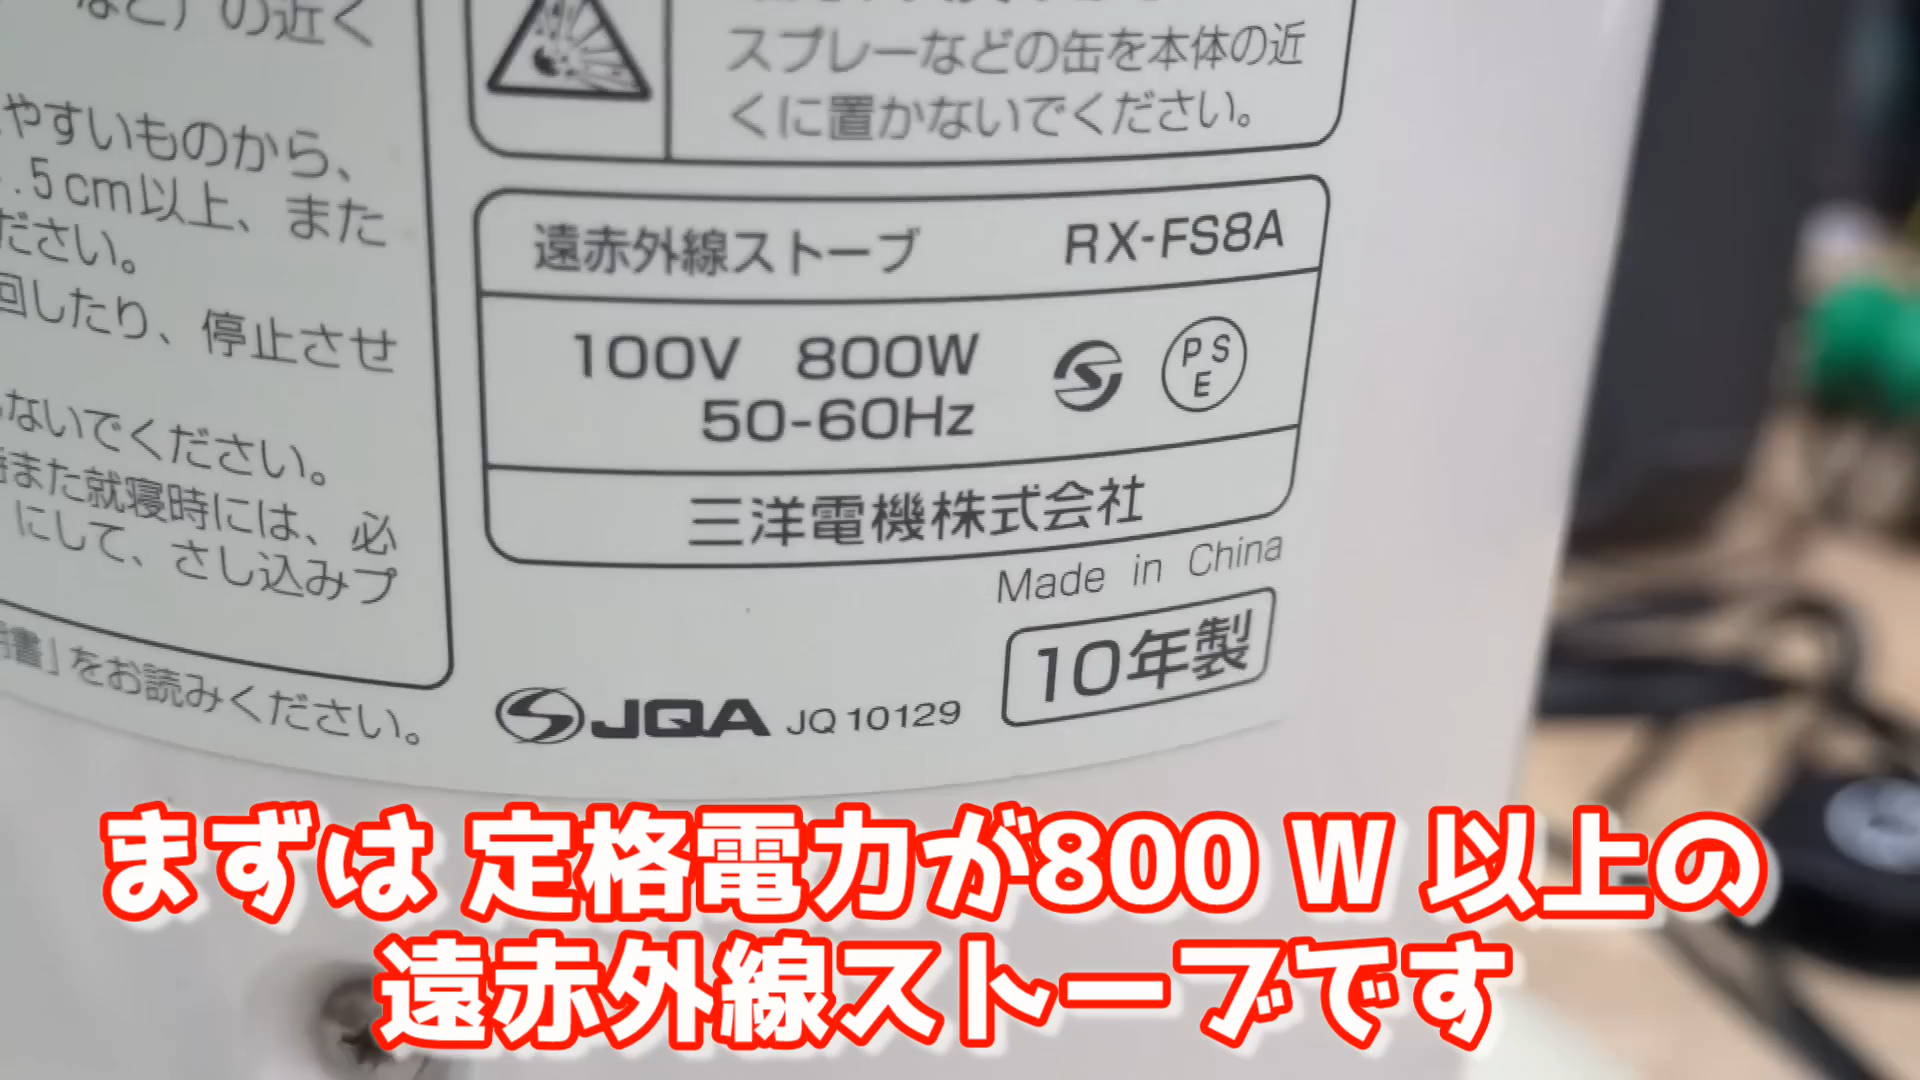 の近く
やすいものから、
.5cm以上、また
ださい。
回したり、停止させ
ないでください。
また就寝時には、必
にして、さし込みプ
書」をお読みください。
スプレーなどの缶を本体の近
くに置かないでください。
遠赤外線ストーブ RX-FS8A
100V 800W
50-60Hz
PSE
三洋電機株式会社
Made in China
10年製
JQA JQ10129
まずは 定格電力が800 W 以上の
遠赤外線ストーブです